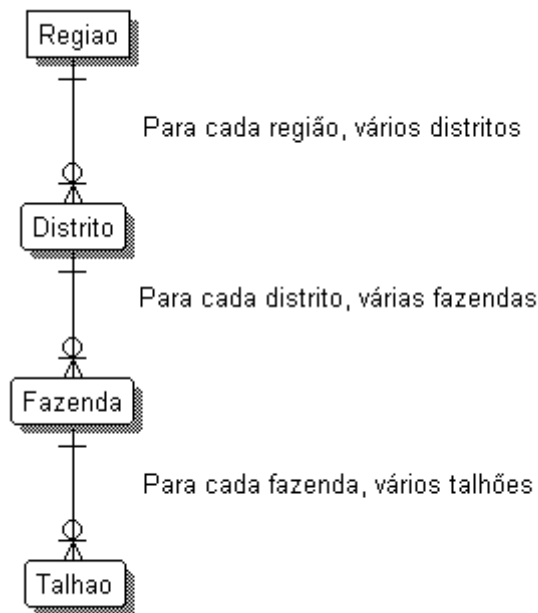 Regiao
Para cada região, vários distritos
Distrito
Para cada distrito, várias fazendas
Fazenda
Para cada fazenda, vários talhões
Talhao